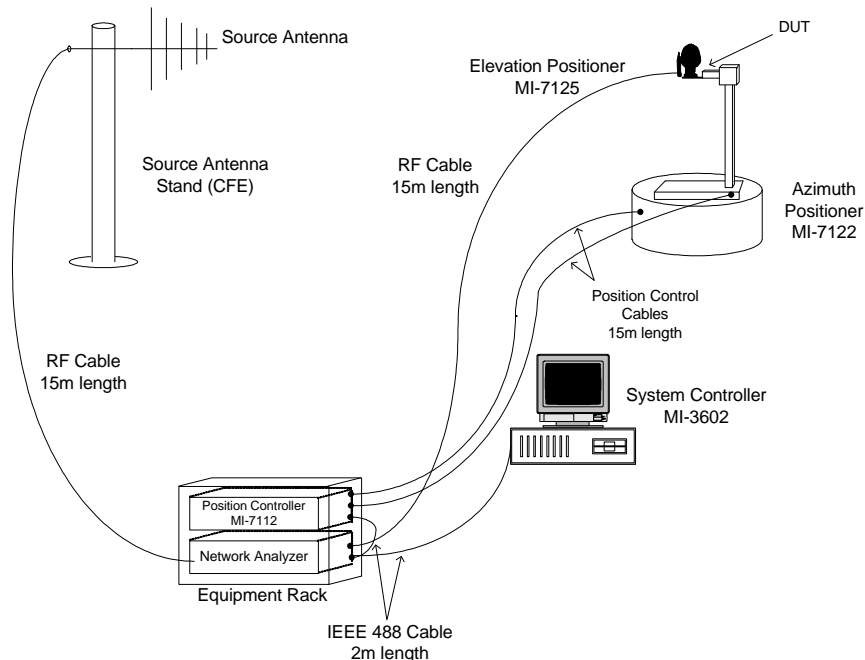 Source Antenna
DUT
Elevation Positioner
MI-7125
Source Antenna
Stand (CFE)
RF Cable
15m length
Azimuth
Positioner
MI-7122
Position Control
Cables
15m length
RF Cable
15m length
System Controller
MI-3602
Position Controller
MI-7112
Network Analyzer
Equipment Rack
IEEE 488 Cable
2m length